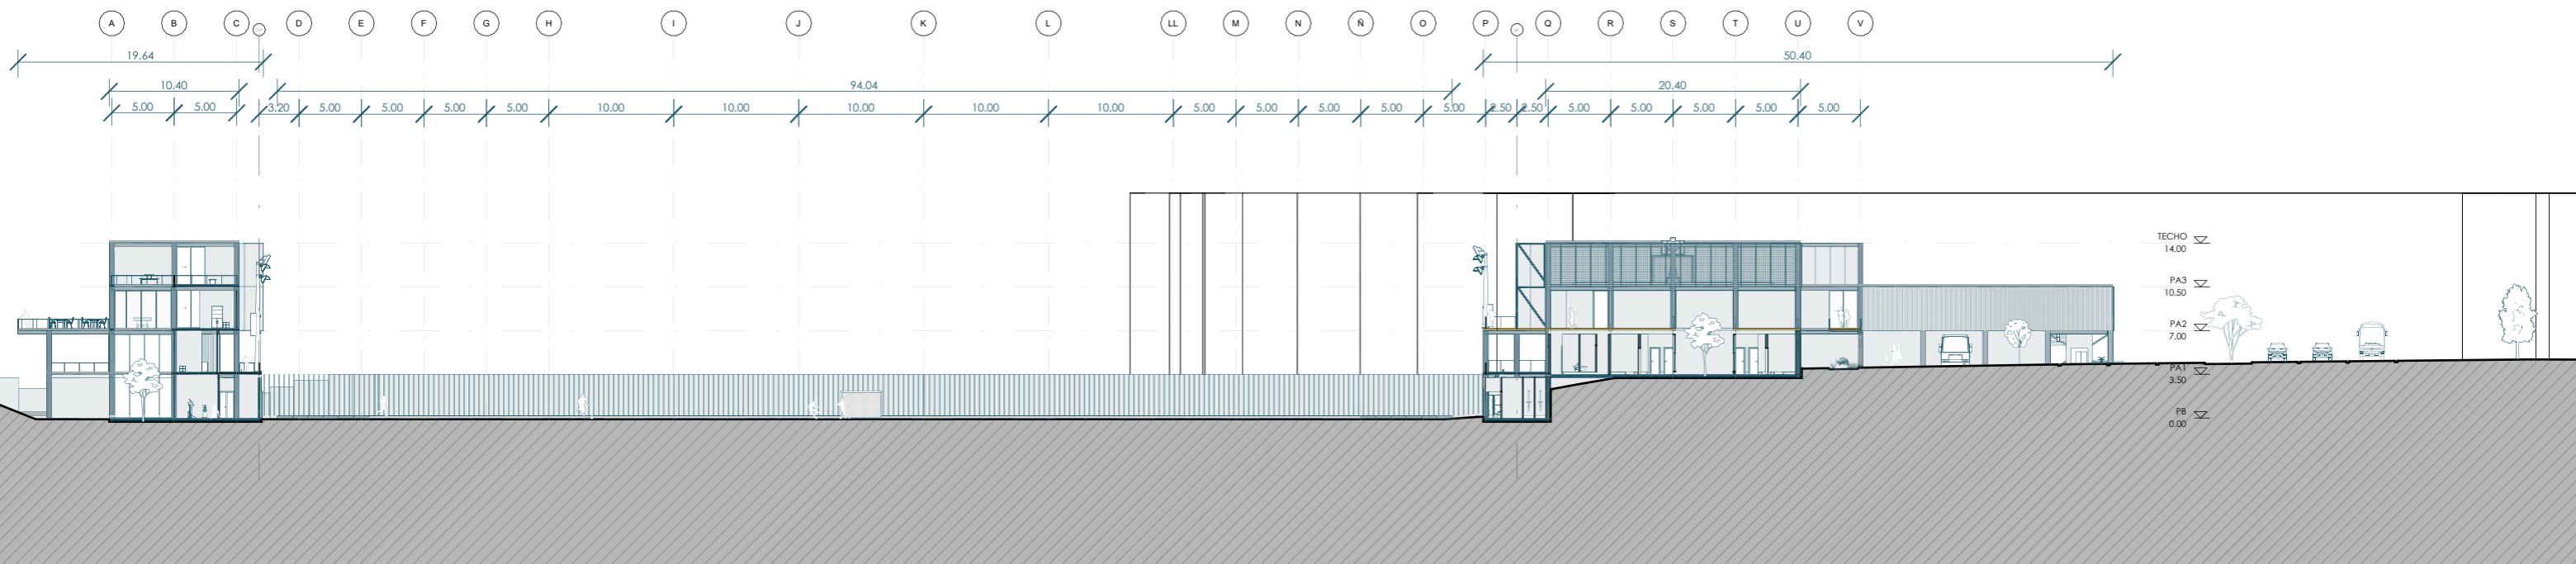 A B C D E F G H I J K L LL M N Ñ O P Q R S T U V
19.64 50.40
10.40 94.04 20.40
5.00 5.00 3.20 5.00 5.00 5.00 5.00 10.00 10.00 10.00 10.00 10.00 5.00 5.00 5.00 5.00 5.00 2.50 2.50 5.00 5.00 5.00 5.00 5.00
TECHO
14.00
PA3
10.50
PA2
7.00
PA1
3.50
PB
0.00